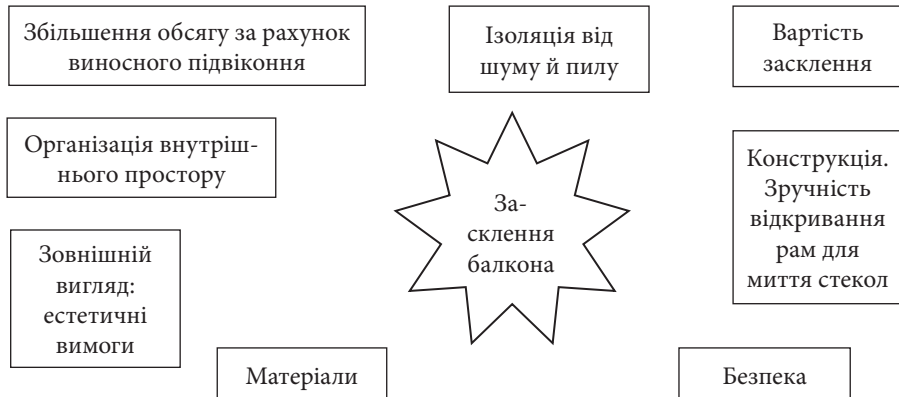 Збільшення обсягу за рахунок
виносного підвіконня
Ізоляція від
шуму й пилу
Вартість
засклення
Організація внутріш-
нього простору
За-
склення
балкона
Конструкція.
Зручність
відкривання
рам для
миття стекол
Зовнішній
вигляд:
естетичні
вимоги
Матеріали
Безпека